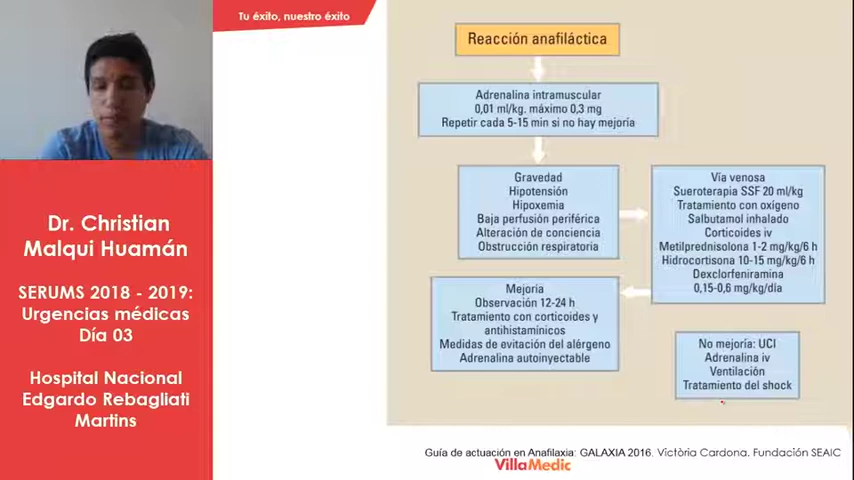 Tu éxito, nuestro éxito
Dr. Christian
Malqui Huamán
SERUMS 2018 - 2019:
Urgencias médicas
Día 03
Hospital Nacional
Edgardo Rebagliati
Martins
Reacción anafiláctica
Adrenalina intramuscular
0,01 ml/kg. máximo 0,3 mg
Repetir cada 5-15 min si no hay mejoría
Gravedad
Hipotensión
Hipoxemia
Baja perfusión periférica
Alteración de conciencia
Obstrucción respiratoria
Vía venosa
Sueroterapia SSF 20 ml/kg
Tratamiento con oxígeno
Salbutamol inhalado
Corticoides iv
Metilprednisolona 1-2 mg/kg/6 h
Hidrocortisona 10-15 mg/kg/6 h
Dexclorfeniramina
0,15-0,6 mg/kg/día
Mejoría
Observación 12-24 h
Tratamiento con corticoides y
antihistamínicos
Medidas de evitación del alérgeno
Adrenalina autoinyectable
No mejoría: UCI
Adrenalina iv
Ventilación
Tratamiento del shock
Guía de actuación en Anafilaxia: GALAXIA 2016. Victòria Cardona. Fundación SEAIC
VillaMedic